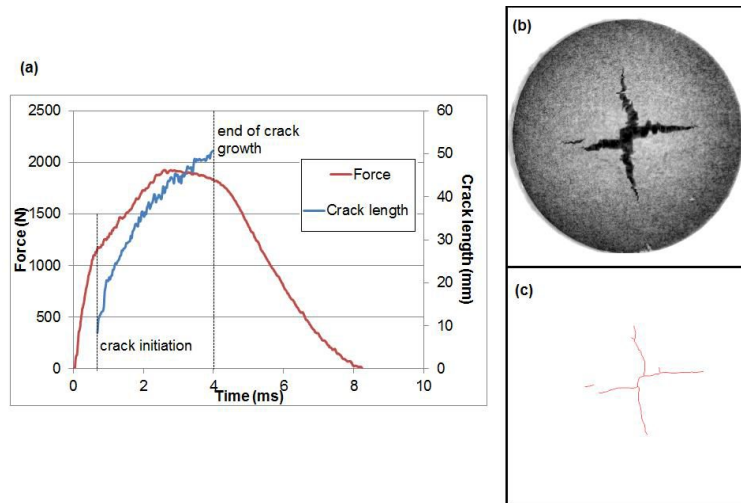 (a)
2500
2000
1500
1000
500
0
Force (N)
0
2
4
6
8
10
Time (ms)
60
50
40
30
20
10
0
Crack length (mm)
end of crack
growth
Force
Crack length
crack initiation
(b)
(c)